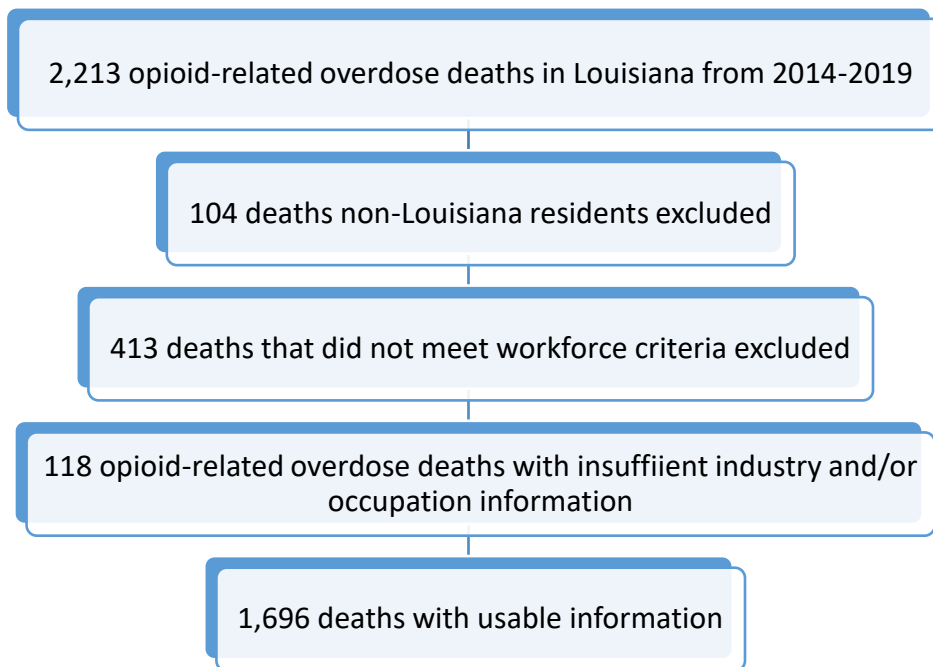 2,213 opioid-related overdose deaths in Louisiana from 2014-2019
104 deaths non-Louisiana residents excluded
413 deaths that did not meet workforce criteria excluded
118 opioid-related overdose deaths with insuffiient industry and/or
occupation information
1,696 deaths with usable information